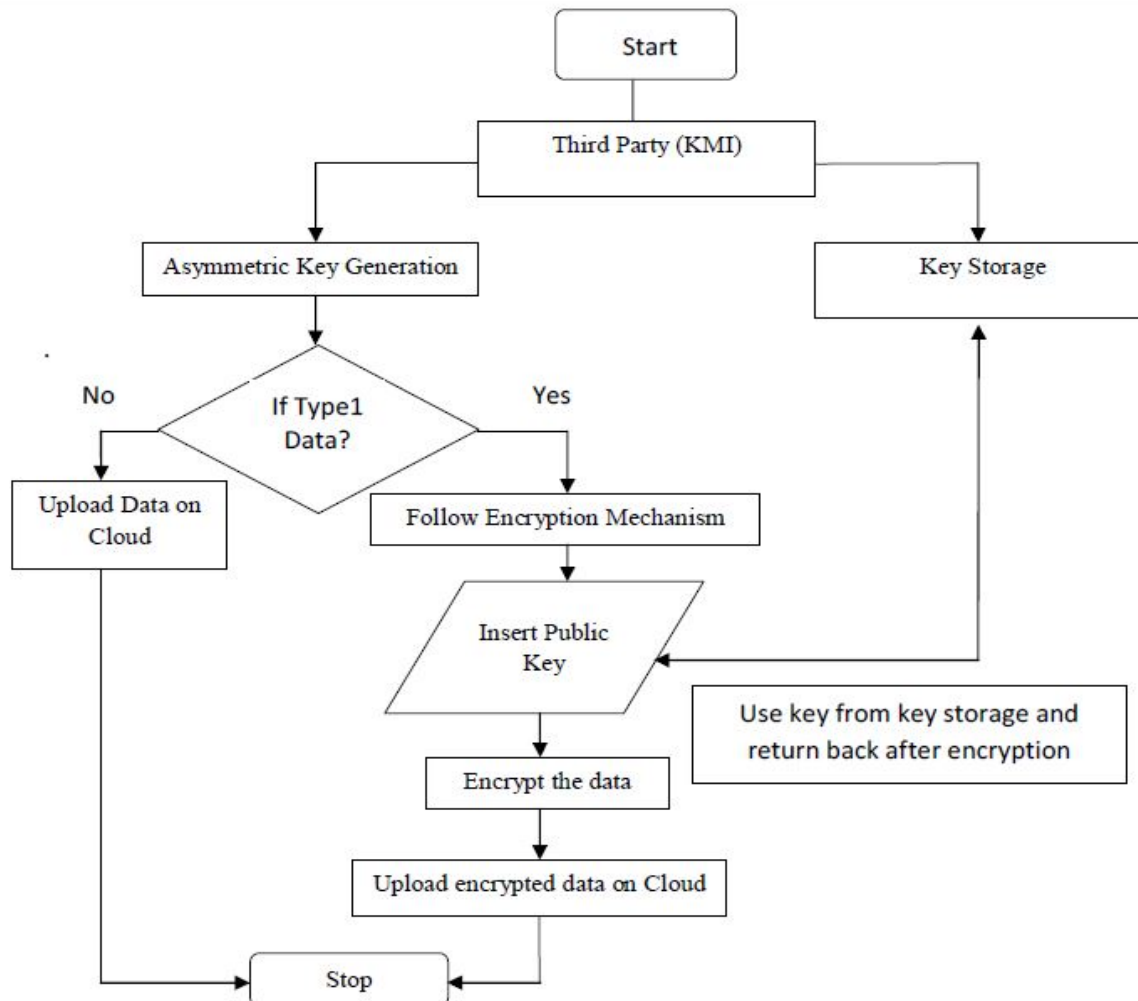 Start
Third Party (KMI)
Asymmetric Key Generation
Key Storage
No
If Type1
Data?
Yes
Upload Data on
Cloud
Follow Encryption Mechanism
Insert Public
Key
Use key from key storage and
return back after encryption
Encrypt the data
Upload encrypted data on Cloud
Stop